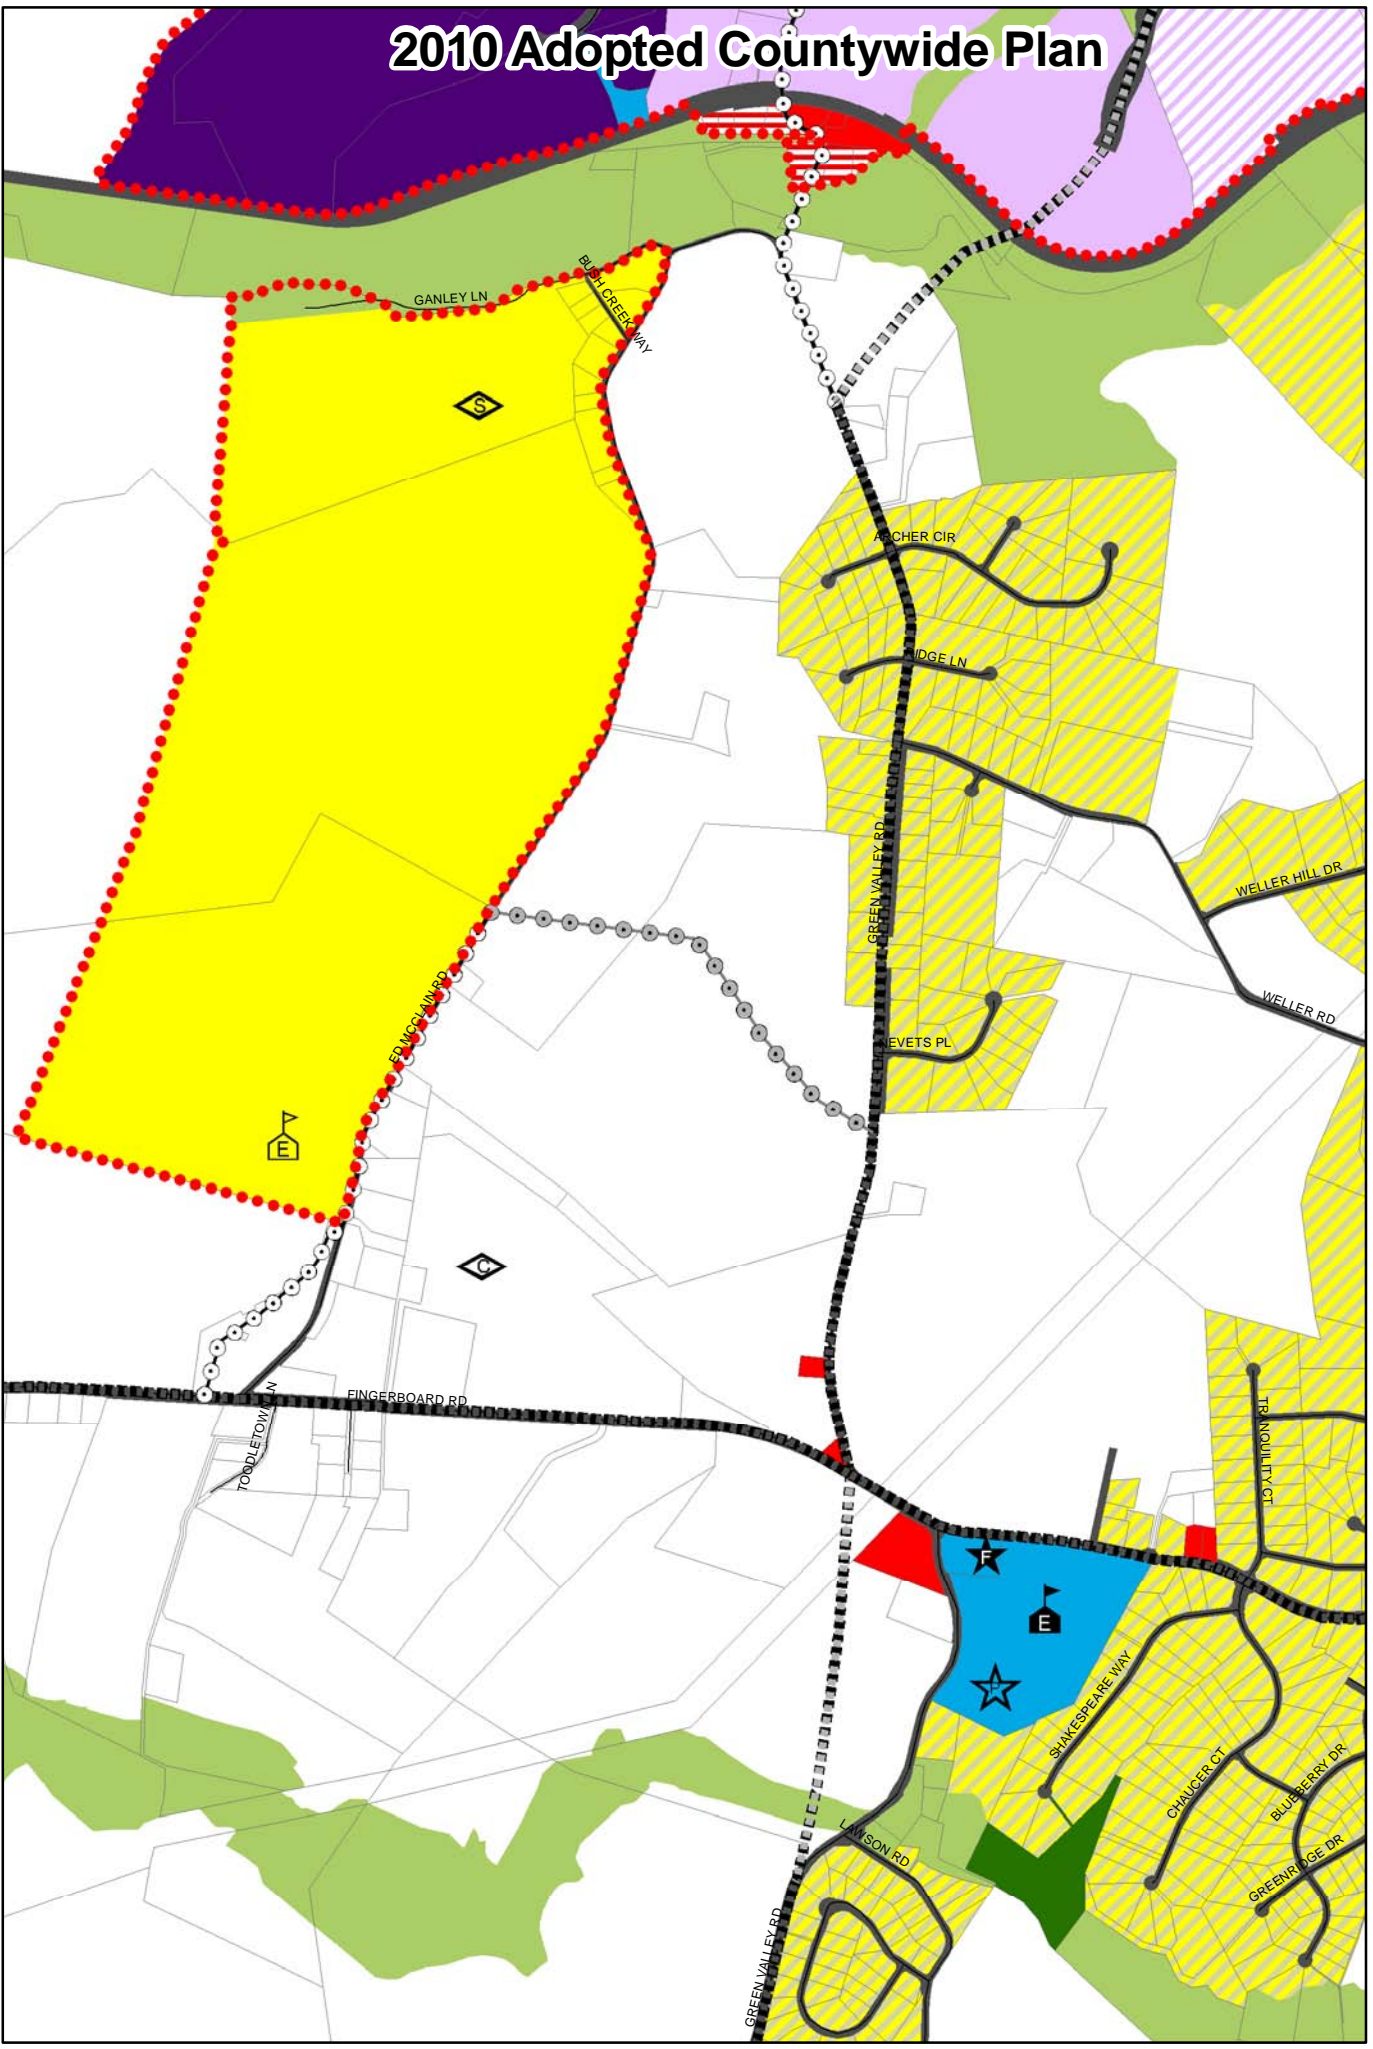 2010 Adopted Countywide Plan
BUSH CREEK WAY
GANLEY LN
S
ARCHER CIR
IDGE LN
GREEN VALLEY RD
WELLER HILL DR
ED MCCLAIN RD
WELLER RD
NEVETS PL
E
C
FINGERBOARD RD
TOODLETOWN LN
TRANQUILITY CT
F
E
P
SHAKESPEARE WAY
CHAUCER CT
BLUEBERRY DR
LAWSON RD
GREENRIDGE DR
GREEN VALLEY RD